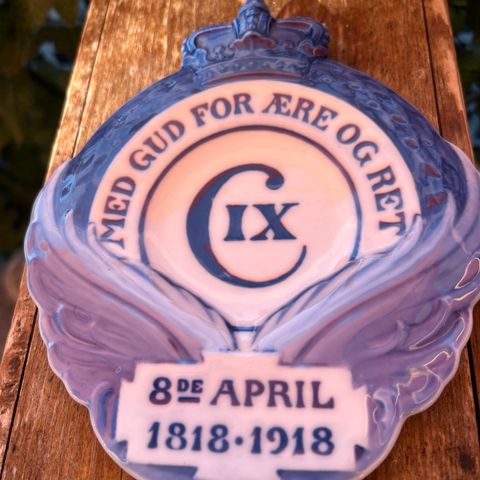 MED GUD FOR ÆRE OG RET
C IX
8DE APRIL
1818·1918